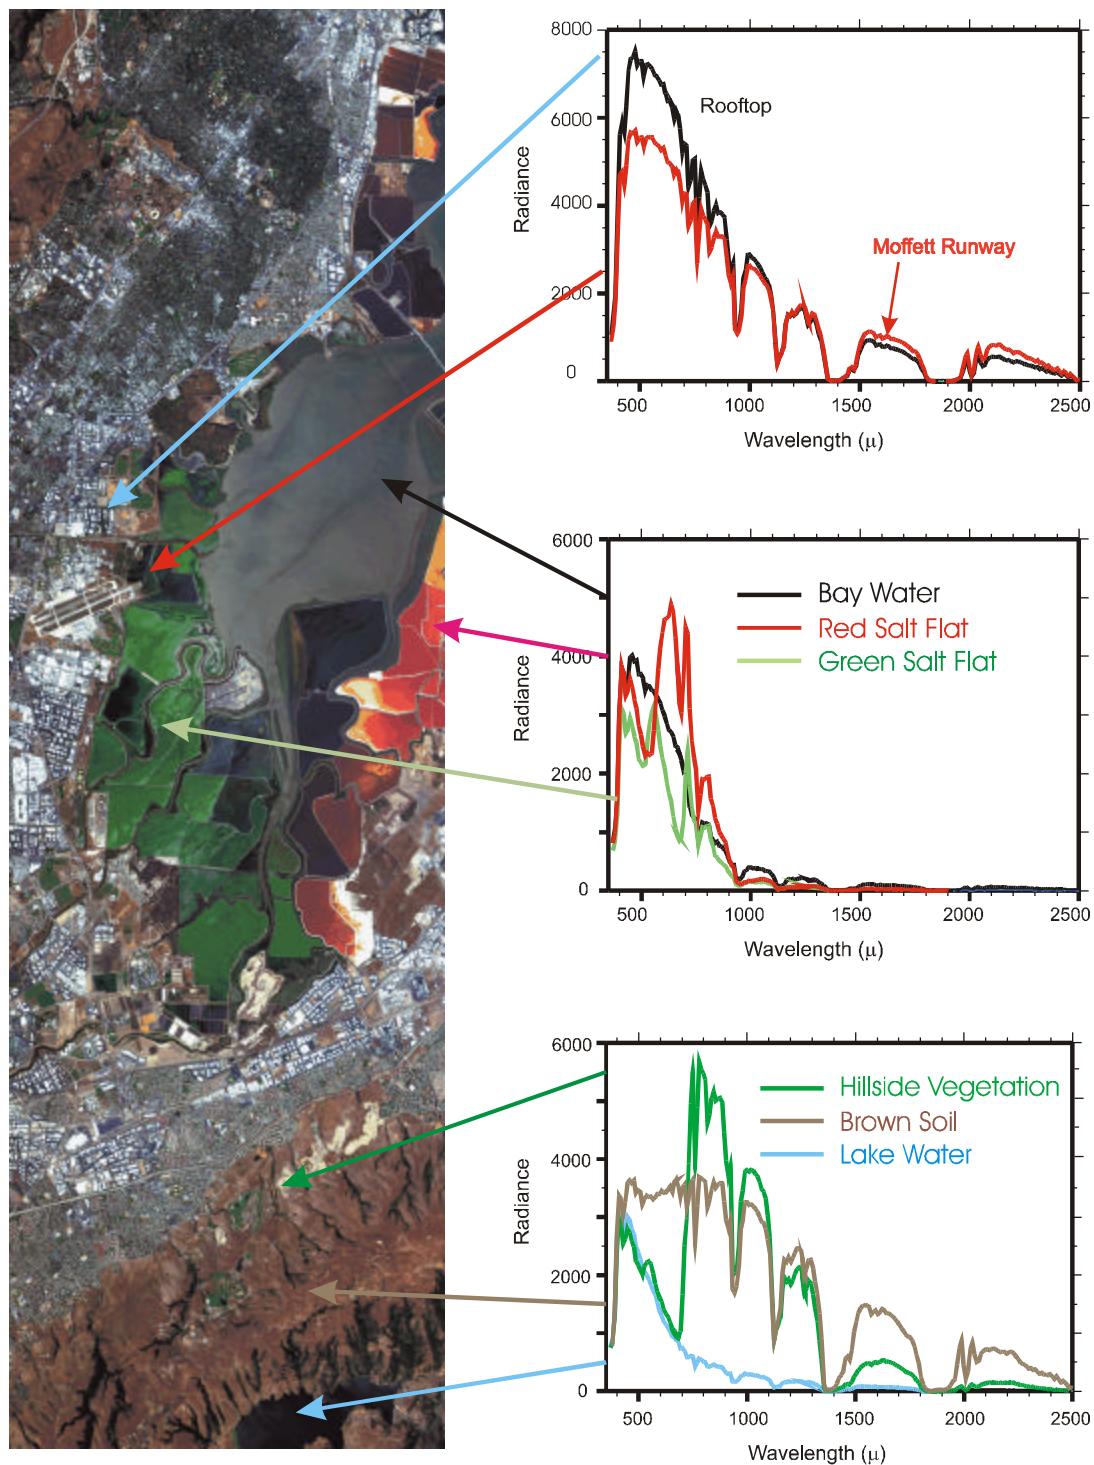 8000
6000
4000
2000
0
Radiance
Rooftop
Moffett Runway
500 1000 1500 2000 2500
Wavelength (μ)
6000
4000
2000
0
Radiance
Bay Water
Red Salt Flat
Green Salt Flat
500 1000 1500 2000 2500
Wavelength (μ)
6000
4000
2000
0
Radiance
Hillside Vegetation
Brown Soil
Lake Water
500 1000 1500 2000 2500
Wavelength (μ)